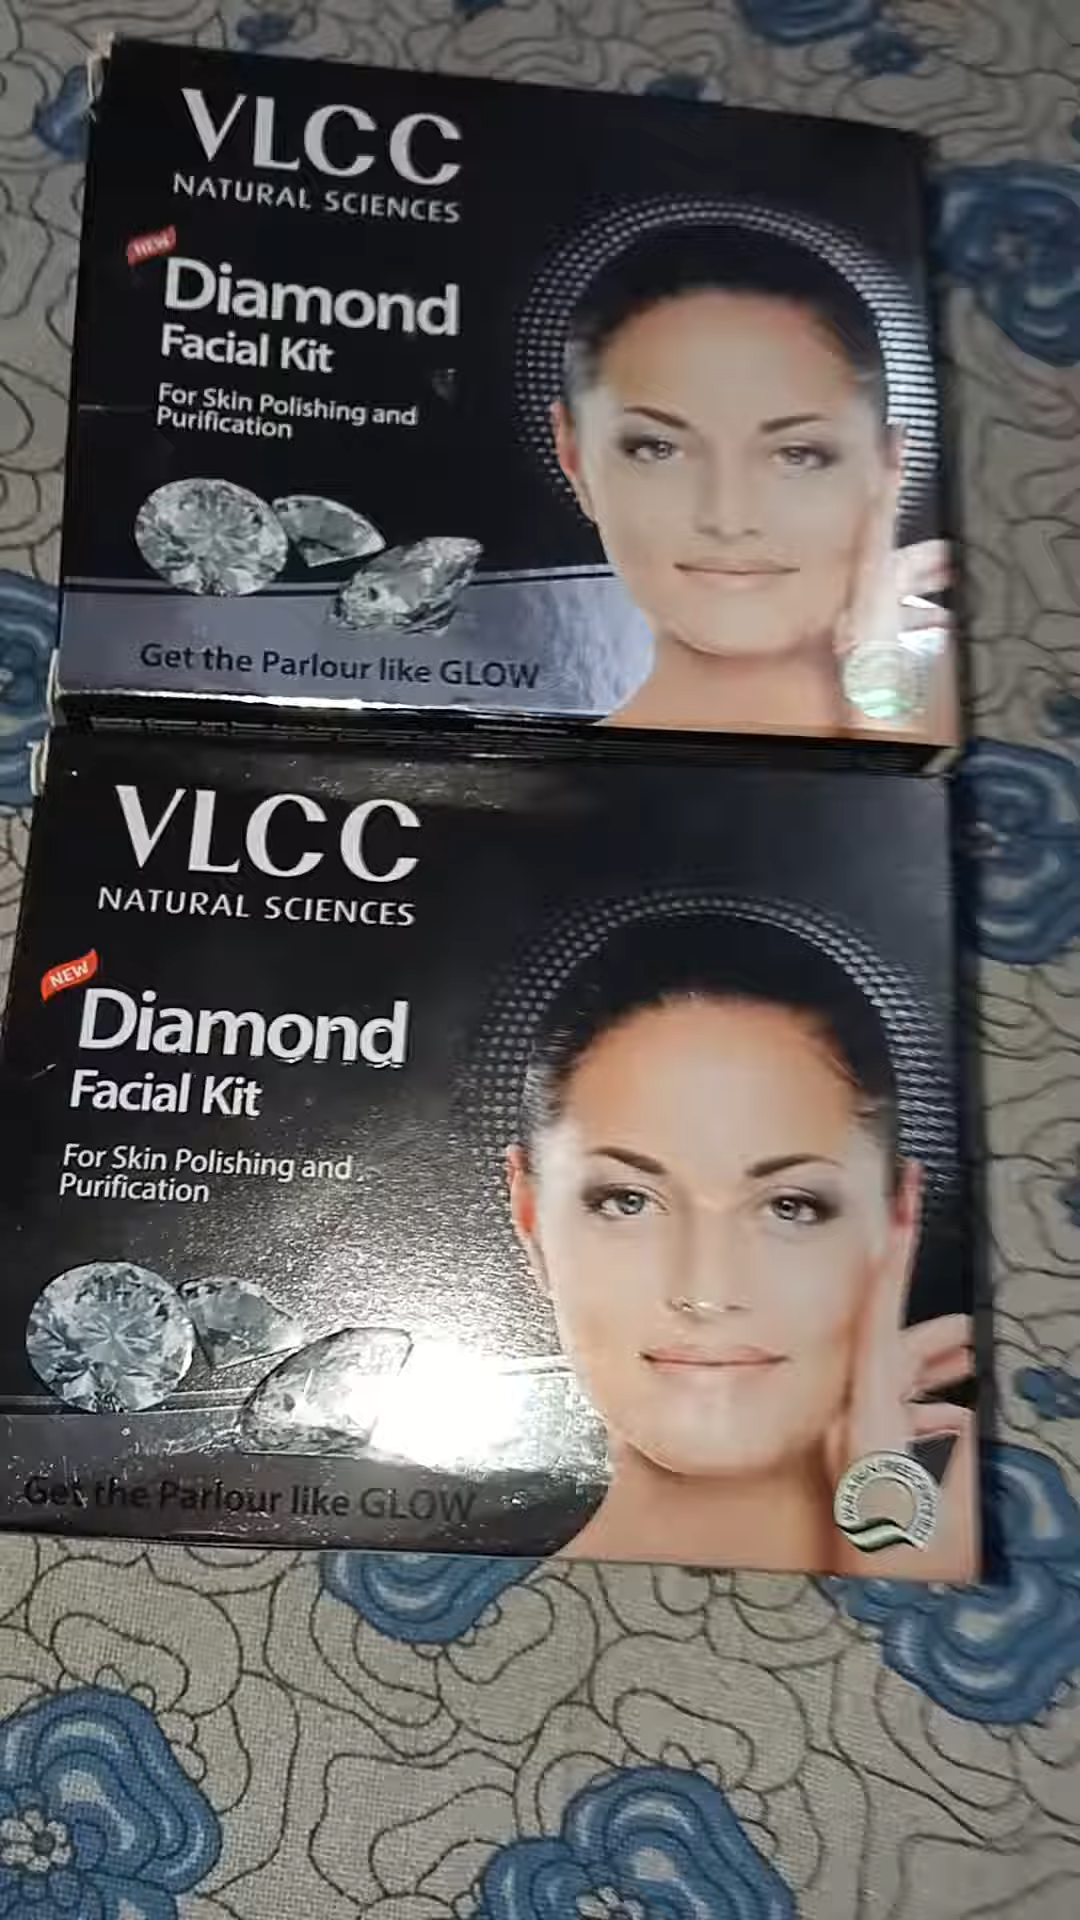 VLCC
NATURAL SCIENCES
NEW
Diamond
Facial Kit
For Skin Polishing and
Purification
Get the Parlour like GLOW
VLCC
NATURAL SCIENCES
NEW
Diamond
Facial Kit
For Skin Polishing and
Purification
Get the Parlour like GLOW